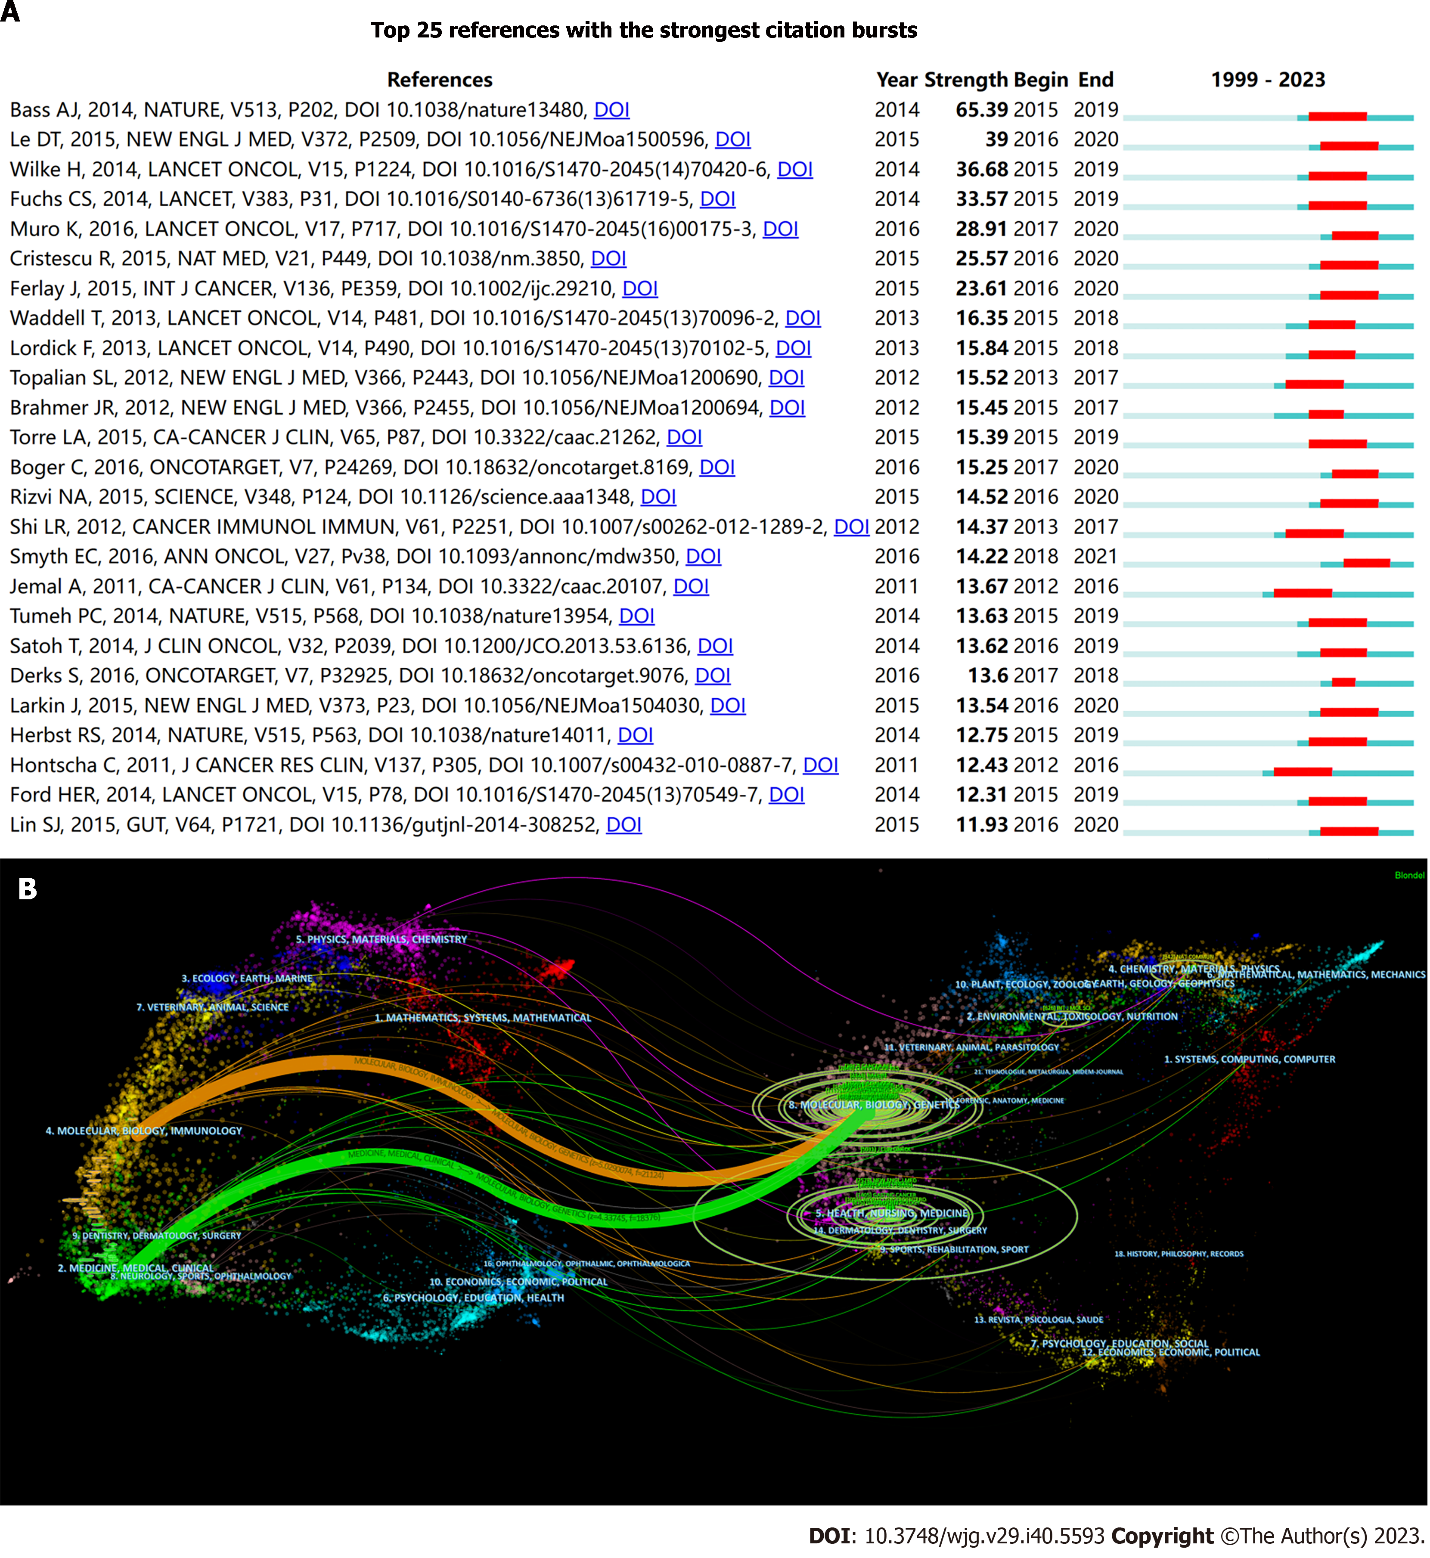 A
Top 25 references with the strongest citation bursts
References Year Strength Begin End 1999 - 2023
Bass AJ, 2014, NATURE, V513, P202, DOI 10.1038/nature13480, DOI 2014 65.39 2015 2019
Le DT, 2015, NEW ENGL J MED, V372, P2509, DOI 10.1056/NEJMoa1500596, DOI 2015 39 2016 2020
Wilke H, 2014, LANCET ONCOL, V15, P1224, DOI 10.1016/S1470-2045(14)70420-6, DOI 2014 36.68 2015 2019
Fuchs CS, 2014, LANCET, V383, P31, DOI 10.1016/S0140-6736(13)61719-5, DOI 2014 33.57 2015 2019
Muro K, 2016, LANCET ONCOL, V17, P717, DOI 10.1016/S1470-2045(16)00175-3, DOI 2016 28.91 2017 2020
Cristescu R, 2015, NAT MED, V21, P449, DOI 10.1038/nm.3850, DOI 2015 25.57 2016 2020
Ferlay J, 2015, INT J CANCER, V136, PE359, DOI 10.1002/ijc.29210, DOI 2015 23.61 2016 2020
Waddell T, 2013, LANCET ONCOL, V14, P481, DOI 10.1016/S1470-2045(13)70096-2, DOI 2013 16.35 2015 2018
Lordick F, 2013, LANCET ONCOL, V14, P490, DOI 10.1016/S1470-2045(13)70102-5, DOI 2013 15.84 2015 2018
Topalian SL, 2012, NEW ENGL J MED, V366, P2443, DOI 10.1056/NEJMoa1200690, DOI 2012 15.52 2013 2017
Brahmer JR, 2012, NEW ENGL J MED, V366, P2455, DOI 10.1056/NEJMoa1200694, DOI 2012 15.45 2015 2017
Torre LA, 2015, CA-CANCER J CLIN, V65, P87, DOI 10.3322/caac.21262, DOI 2015 15.39 2015 2019
Boger C, 2016, ONCOTARGET, V7, P24269, DOI 10.18632/oncotarget.8169, DOI 2016 15.25 2017 2020
Rizvi NA, 2015, SCIENCE, V348, P124, DOI 10.1126/science.aaa1348, DOI 2015 14.52 2016 2020
Shi LR, 2012, CANCER IMMUNOL IMMUN, V61, P2251, DOI 10.1007/s00262-012-1289-2, DOI 2012 14.37 2013 2017
Smyth EC, 2016, ANN ONCOL, V27, Pv38, DOI 10.1093/annonc/mdw350, DOI 2016 14.22 2018 2021
Jemal A, 2011, CA-CANCER J CLIN, V61, P134, DOI 10.3322/caac.20107, DOI 2011 13.67 2012 2016
Tumeh PC, 2014, NATURE, V515, P568, DOI 10.1038/nature13954, DOI 2014 13.63 2015 2019
Satoh T, 2014, J CLIN ONCOL, V32, P2039, DOI 10.1200/JCO.2013.53.6136, DOI 2014 13.62 2016 2019
Derks S, 2016, ONCOTARGET, V7, P32925, DOI 10.18632/oncotarget.9076, DOI 2016 13.6 2017 2018
Larkin J, 2015, NEW ENGL J MED, V373, P23, DOI 10.1056/NEJMoa1504030, DOI 2015 13.54 2016 2020
Herbst RS, 2014, NATURE, V515, P563, DOI 10.1038/nature14011, DOI 2014 12.75 2015 2019
Hontscha C, 2011, J CANCER RES CLIN, V137, P305, DOI 10.1007/s00432-010-0887-7, DOI 2011 12.43 2012 2016
Ford HER, 2014, LANCET ONCOL, V15, P78, DOI 10.1016/S1470-2045(13)70549-7, DOI 2014 12.31 2015 2019
Lin SJ, 2015, GUT, V64, P1721, DOI 10.1136/gutjnl-2014-308252, DOI 2015 11.93 2016 2020
B
Blondel
5. PHYSICS, MATERIALS, CHEMISTRY
3. ECOLOGY, EARTH, MARINE
7. VETERINARY, ANIMAL, SCIENCE
1. MATHEMATICS, SYSTEMS, MATHEMATICAL
4. MOLECULAR, BIOLOGY, IMMUNOLOGY
9. DENTISTRY, DERMATOLOGY, SURGERY
2. MEDICINE, MEDICAL, CLINICAL
8. NEUROLOGY, SPORTS, OPHTHALMOLOGY
16. OPHTHALMOLOGY, OPHTHALMIC, OPHTHALMOLOGICA
10. ECONOMICS, ECONOMIC, POLITICAL
6. PSYCHOLOGY, EDUCATION, HEALTH
MOLECULAR, BIOLOGY, IMMUNOLOGY ---> MOLECULAR, BIOLOGY, GENETICS
MEDICINE, MEDICAL, CLINICAL ---> MOLECULAR, BIOLOGY, GENETICS (z=4.33745, f=18376)
4. CHEMISTRY, MATERIALS, PHYSICS
6. MATHEMATICAL, MATHEMATICS, MECHANICS
10. PLANT, ECOLOGY, ZOOLOGY
EARTH, GEOLOGY, GEOPHYSICS
2. ENVIRONMENTAL, TOXICOLOGY, NUTRITION
11. VETERINARY, ANIMAL, PARASITOLOGY
1. SYSTEMS, COMPUTING, COMPUTER
21. TEHNOLOGIJE, METALURGIJA, MIDEM-JOURNAL
8. MOLECULAR, BIOLOGY, GENETICS
FORENSIC, ANATOMY, MEDICINE
5. HEALTH, NURSING, MEDICINE
14. DERMATOLOGY, DENTISTRY, SURGERY
9. SPORTS, REHABILITATION, SPORT
18. HISTORY, PHILOSOPHY, RECORDS
13. REVISTA, PSICOLOGIA, SAUDE
7. PSYCHOLOGY, EDUCATION, SOCIAL
12. ECONOMICS, ECONOMIC, POLITICAL
DOI: 10.3748/wjg.v29.i40.5593 Copyright ©The Author(s) 2023.